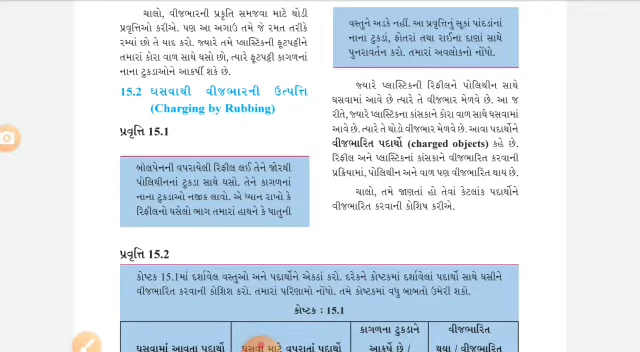 ચાલો, વીજભારની પ્રકૃતિ સમજવા માટે થોડી
પ્રવૃત્તિઓ કરીએ. પણ આ અગાઉ તમે જે રમત તરીકે
રમ્યાં છો તે યાદ કરો. જ્યારે તમે પ્લાસ્ટિકની ફૂટપટ્ટીને
તમારાં કોરા વાળ સાથે ઘસો છો, ત્યારે ફૂટપટ્ટી કાગળનાં
નાના ટુકડાઓને આકર્ષી શકે છે.
15.2 ઘસવાથી વીજભારની ઉત્પત્તિ
(Charging by Rubbing)
પ્રવૃત્તિ 15.1
બોલપેનની વપરાયેલી રિફીલ લઈ તેને જોરથી
પોલિથીનનાં ટુકડા સાથે ઘસો. તેને કાગળનાં
નાના ટુકડાઓ નજીક લાવો. એ ધ્યાન રાખો કે
રિફીલનો ઘસેલો ભાગ તમારાં હાથને કે ધાતુની
વસ્તુને અડકે નહીં. આ પ્રવૃત્તિનું સૂકાં પાંદડાંનાં
નાના ટુકડાં, ફોતરાં તથા રાઈના દાણાં સાથે
પુનરાવર્તન કરો. તમારાં અવલોકનો નોંધો.
જ્યારે પ્લાસ્ટિકની રિફીલને પોલિથીન સાથે
ઘસવામાં આવે છે ત્યારે તે વીજભાર મેળવે છે. આ જ
રીતે, જ્યારે પ્લાસ્ટિકના કાંસકાને કોરા વાળ સાથે ઘસવામાં
આવે છે. ત્યારે તે થોડો વીજભાર મેળવે છે. આવા પદાર્થોને
વીજભારિત પદાર્થો (charged objects) કહે છે.
રિફીલ અને પ્લાસ્ટિકનાં કાંસકાને વીજભારિત કરવાની
પ્રક્રિયામાં, પોલિથીન અને વાળ પણ વીજભારિત થાય છે.
ચાલો, તમે જાણતાં હો તેવાં કેટલાંક પદાર્થોને
વીજભારિત કરવાની કોશિષ કરીએ.
પ્રવૃત્તિ 15.2
કોષ્ટક 15.1માં દર્શાવેલ વસ્તુઓ અને પદાર્થોને એકઠાં કરો. દરેકને કોષ્ટકમાં દર્શાવેલાં પદાર્થો સાથે ઘસીને
વીજભારિત કરવાની કોશિશ કરો. તમારાં પરિણામો નોંધો. તમે કોષ્ટકમાં વધુ બાબતો ઉમેરી શકો.
કોષ્ટક : 15.1
ઘસવામાં આવતા પદાર્થો
ઘસવા માટે વપરાતાં પદાર્થો
કાગળના ટુકડાને
આકર્ષે છે /
વીજભારિત
થયા / વીજભારિત